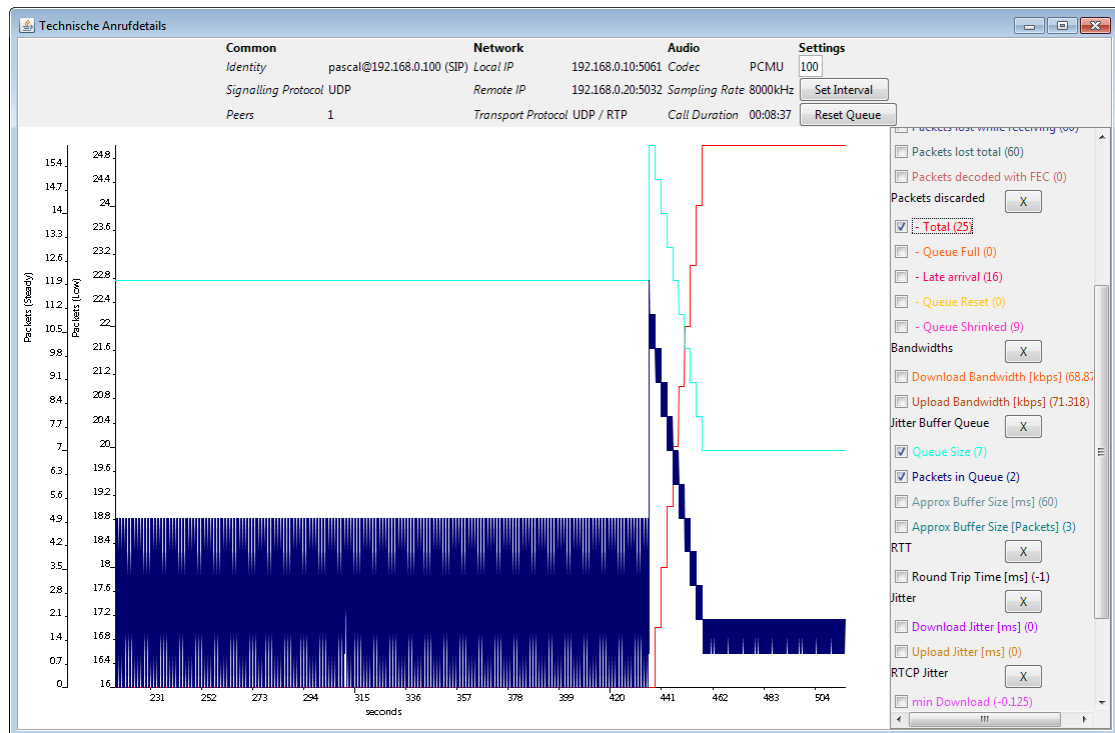 Technische Anrufdetails
Common Network Audio Settings
Identity pascal@192.168.0.100 (SIP) Local IP 192.168.0.10:5061 Codec PCMU 100
Signalling Protocol UDP Remote IP 192.168.0.20:5032 Sampling Rate 8000kHz Set Interval
Peers 1 Transport Protocol UDP / RTP Call Duration 00:08:37 Reset Queue
Packets (Steady)
15.4
14.7
14
13.3
12.6
11.9
11.2
10.5
9.8
9.1
8.4
7.7
7
6.3
5.6
4.9
4.2
3.5
2.8
2.1
1.4
0.7
0
Packets (Low)
24.8
24.4
24
23.6
23.2
22.8
22.4
22
21.6
21.2
20.8
20.4
20
19.6
19.2
18.8
18.4
18
17.6
17.2
16.8
16.4
16
231 252 273 294 315 336 357 378 399 420 441 462 483 504
seconds
Packets lost while receiving (60)
Packets lost total (60)
Packets decoded with FEC (0)
Packets discarded X
- Total (25)
- Queue Full (0)
- Late arrival (16)
- Queue Reset (0)
- Queue Shrinked (9)
Bandwidths X
Download Bandwidth [kbps] (68.87
Upload Bandwidth [kbps] (71.318)
Jitter Buffer Queue X
Queue Size (7)
Packets in Queue (2)
Approx Buffer Size [ms] (60)
Approx Buffer Size [Packets] (3)
RTT X
Round Trip Time [ms] (-1)
Jitter X
Download Jitter [ms] (0)
Upload Jitter [ms] (0)
RTCP Jitter X
min Download (-0.125)